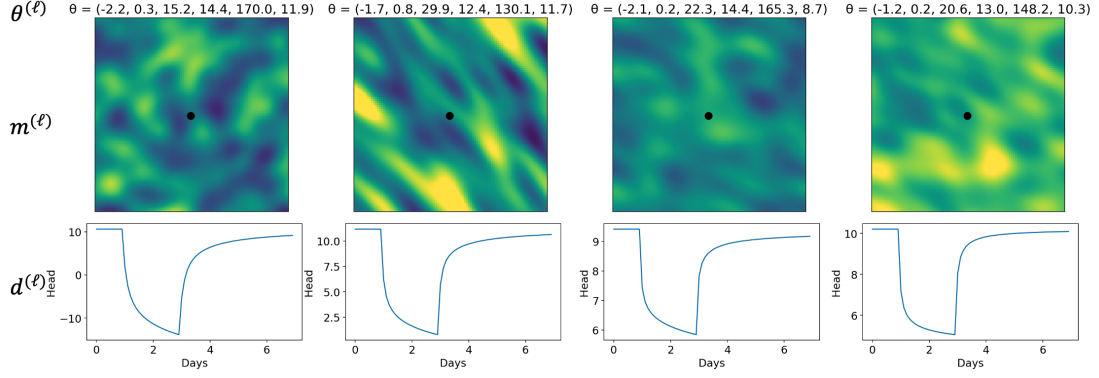 θ⁽ˡ⁾ θ = (-2.2, 0.3, 15.2, 14.4, 170.0, 11.9) θ = (-1.7, 0.8, 29.9, 12.4, 130.1, 11.7) θ = (-2.1, 0.2, 22.3, 14.4, 165.3, 8.7) θ = (-1.2, 0.2, 20.6, 13.0, 148.2, 10.3)
m⁽ˡ⁾
d⁽ˡ⁾
Head
10
0
−10
0 2 4 6
Days
Head
10.0
7.5
5.0
2.5
0 2 4 6
Days
Head
9
8
7
6
0 2 4 6
Days
Head
10
8
6
0 2 4 6
Days